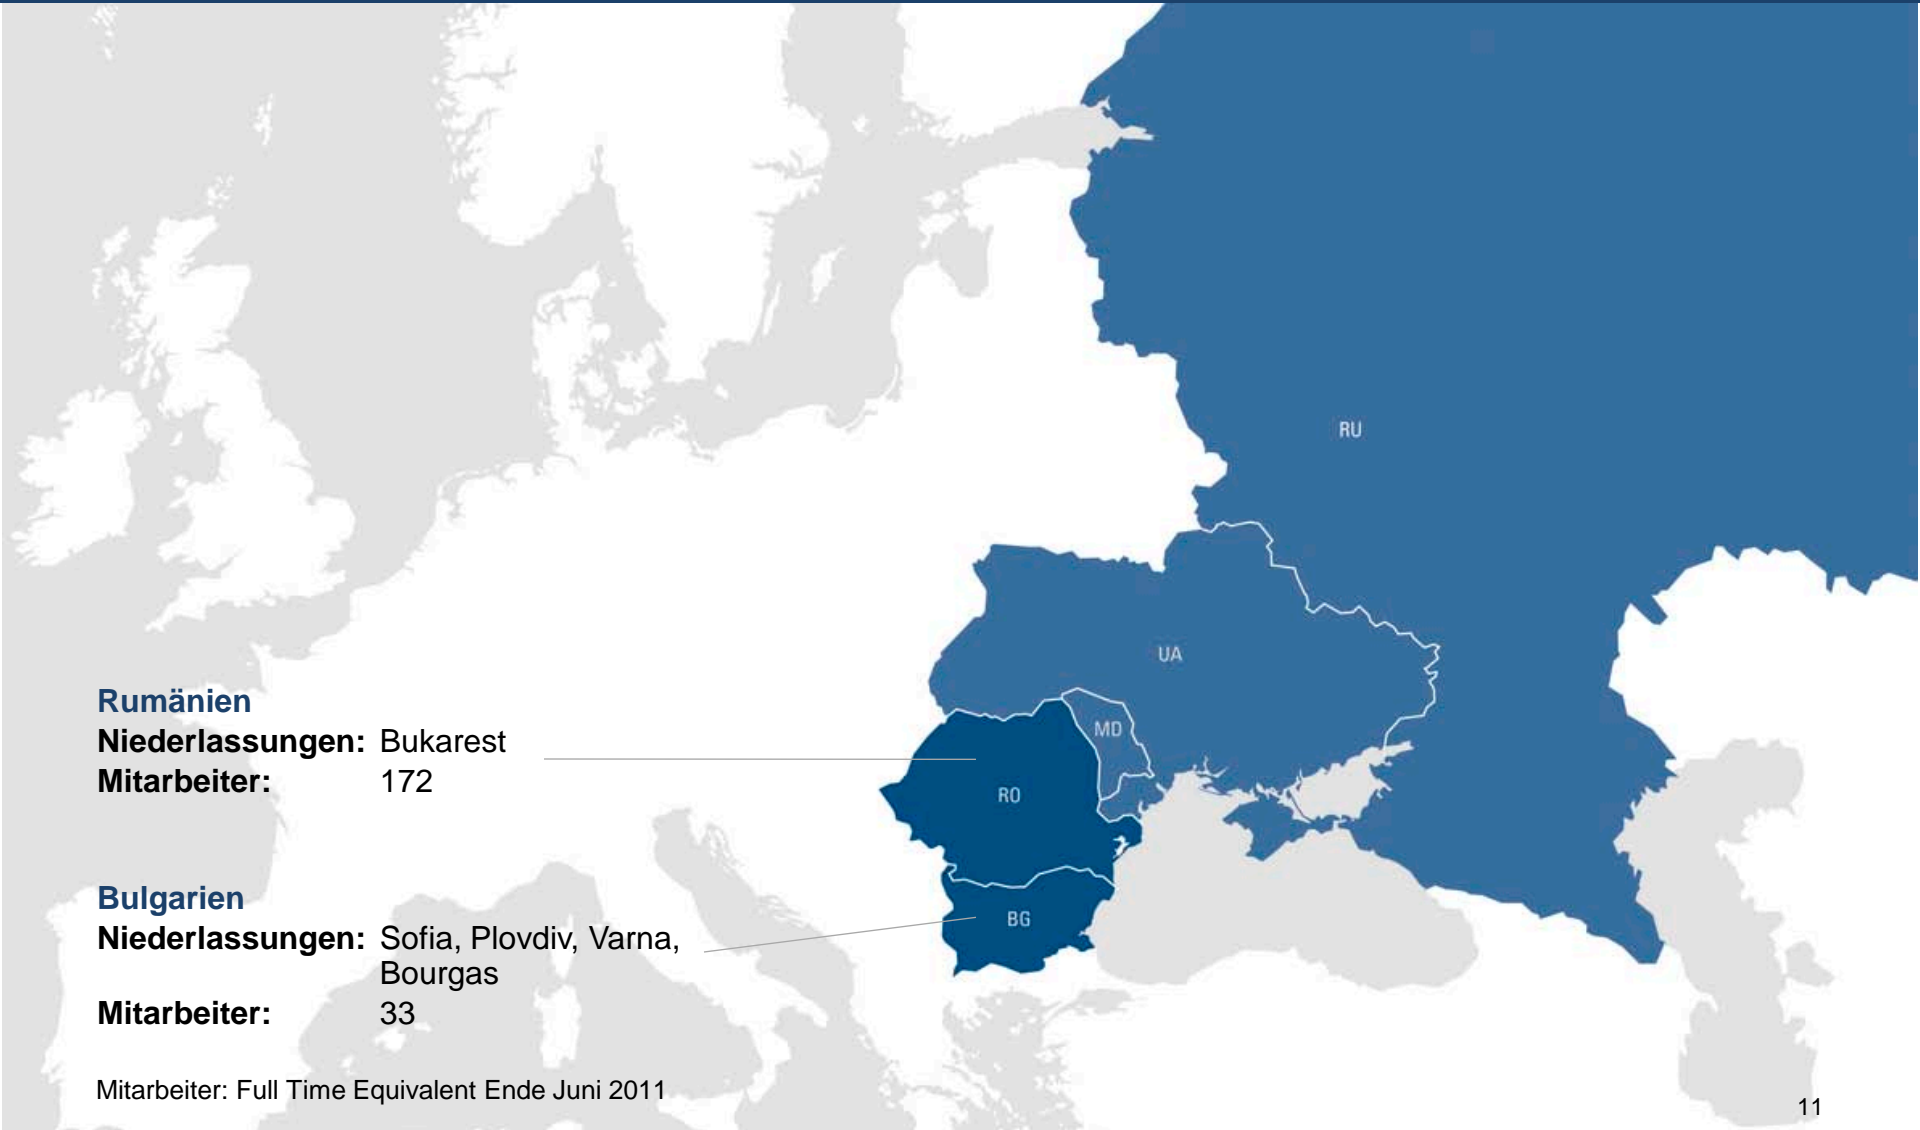 RU
UA
MD
RO
BG
Rumänien
Niederlassungen: Bukarest
Mitarbeiter: 172
Bulgarien
Niederlassungen: Sofia, Plovdiv, Varna,
Bourgas
Mitarbeiter: 33
Mitarbeiter: Full Time Equivalent Ende Juni 2011
11